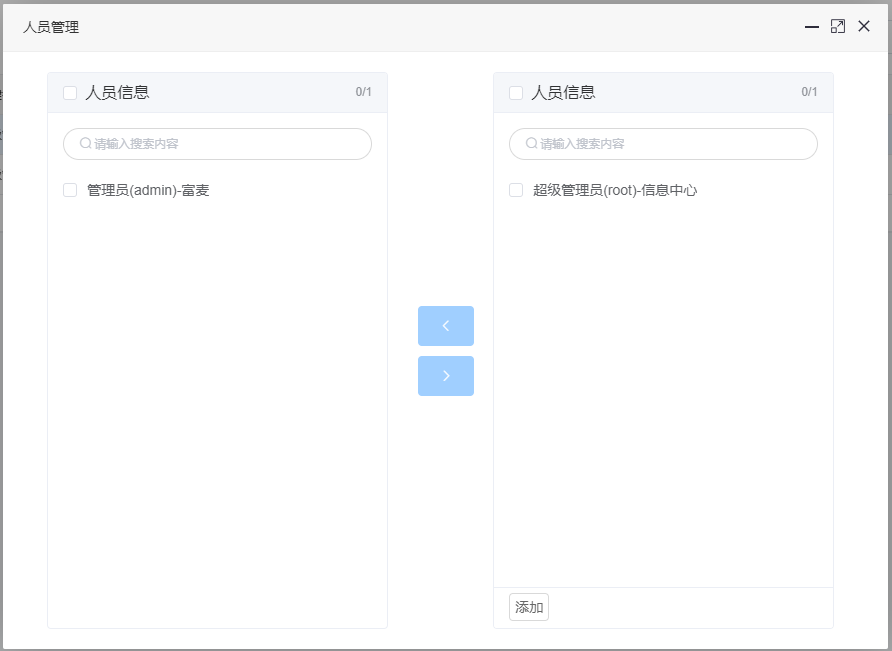 人员管理
人员信息 0/1
请输入搜索内容
管理员(admin)-富麦
人员信息 0/1
请输入搜索内容
超级管理员(root)-信息中心
添加